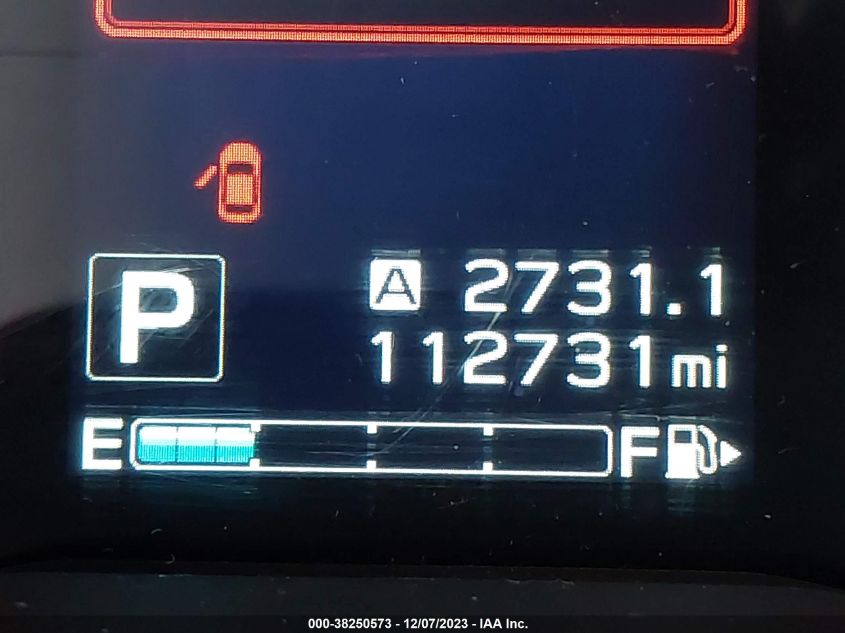 P
A 2731.1
112731 mi
E F
000-38250573 - 12/07/2023 - IAA Inc.